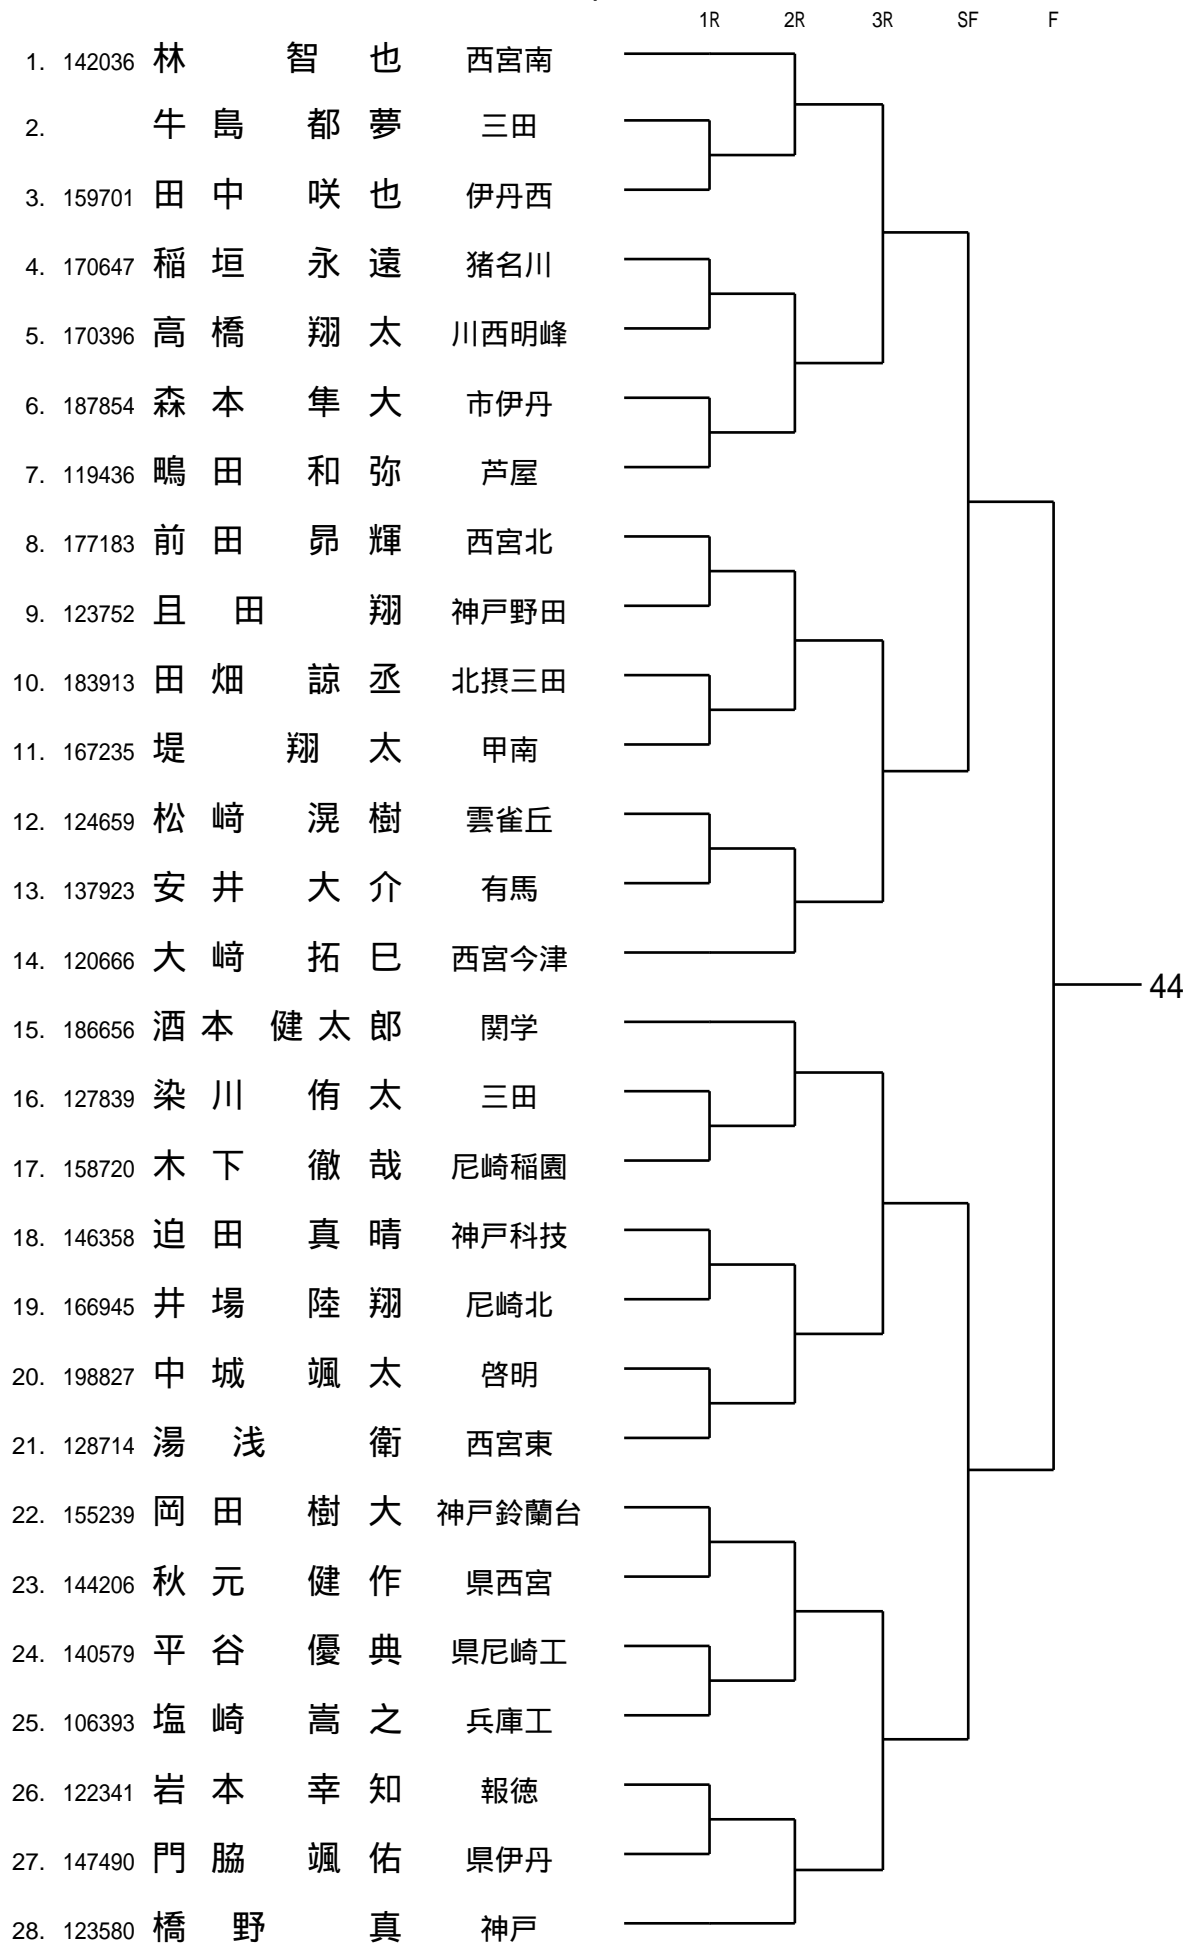 1R 2R 3R SF F
1. 142036 林 智 也 西宮南
2. 牛 島 都 夢 三田
3. 159701 田 中 咲 也 伊丹西
4. 170647 稲 垣 永 遠 猪名川
5. 170396 高 橋 翔 太 川西明峰
6. 187854 森 本 隼 大 市伊丹
7. 119436 鴫 田 和 弥 芦屋
8. 177183 前 田 昴 輝 西宮北
9. 123752 且 田 翔 神戸野田
10. 183913 田 畑 諒 丞 北摂三田
11. 167235 堤 翔 太 甲南
12. 124659 松 﨑 滉 樹 雲雀丘
13. 137923 安 井 大 介 有馬
14. 120666 大 﨑 拓 巳 西宮今津
44
15. 186656 酒 本 健 太 郎 関学
16. 127839 染 川 侑 太 三田
17. 158720 木 下 徹 哉 尼崎稲園
18. 146358 迫 田 真 晴 神戸科技
19. 166945 井 場 陸 翔 尼崎北
20. 198827 中 城 颯 太 啓明
21. 128714 湯 浅 衛 西宮東
22. 155239 岡 田 樹 大 神戸鈴蘭台
23. 144206 秋 元 健 作 県西宮
24. 140579 平 谷 優 典 県尼崎工
25. 106393 塩 崎 嵩 之 兵庫工
26. 122341 岩 本 幸 知 報徳
27. 147490 門 脇 颯 佑 県伊丹
28. 123580 橋 野 真 神戸